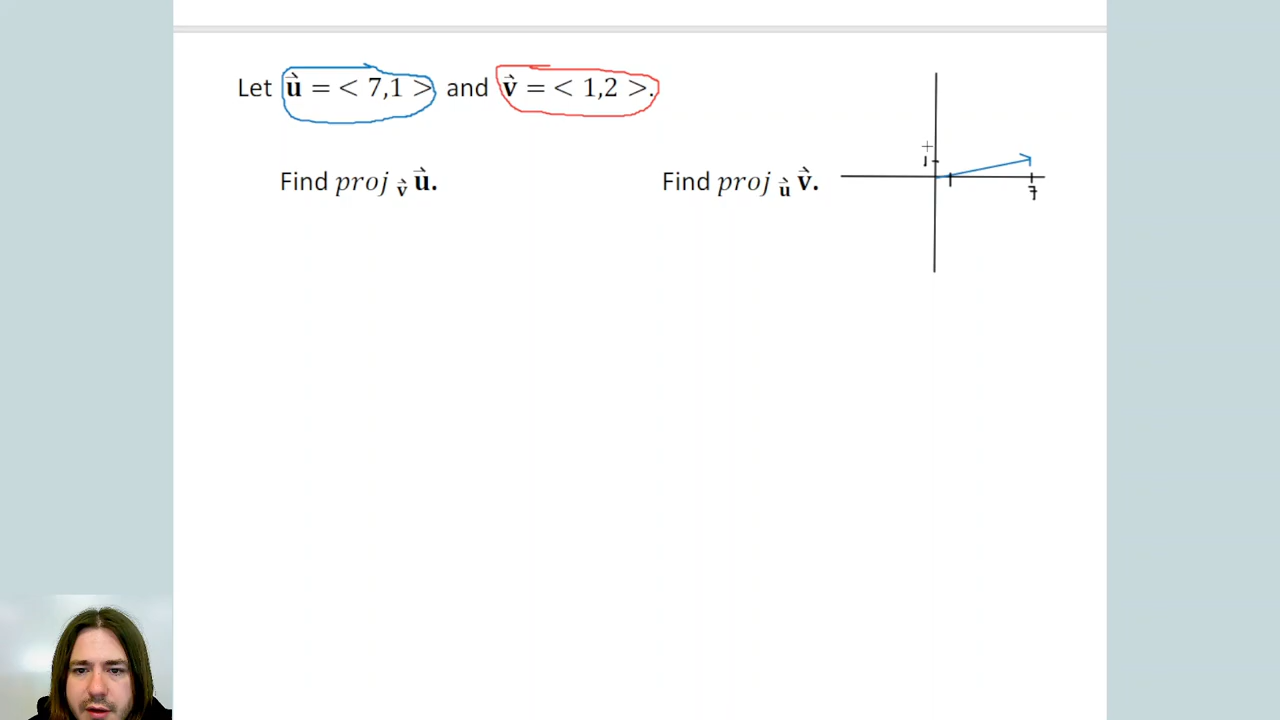 Let u⃗ = < 7,1 > and v⃗ = < 1,2 >.
Find proj v⃗ u⃗.
Find proj u⃗ v⃗.
1
7